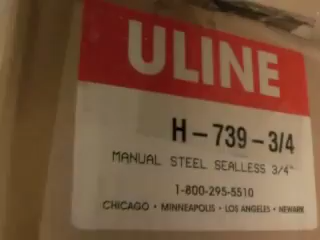 ULINE
H-739-3/4
MANUAL STEEL SEALLESS 3/4"
1-800-295-5510
CHICAGO • MINNEAPOLIS • LOS ANGELES • NEWARK